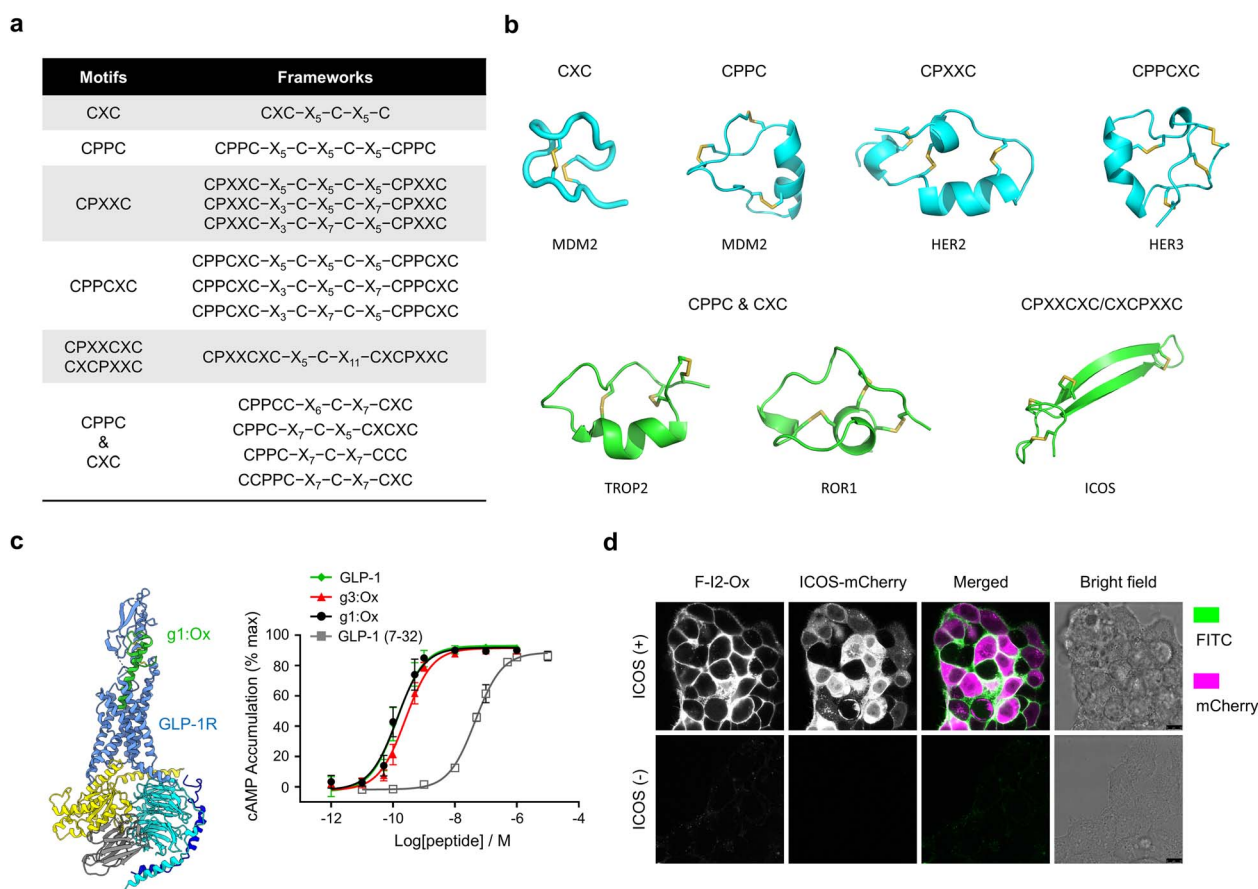 a
Motifs Frameworks
CXC CXC–X₅–C–X₅–C
CPPC CPPC–X₅–C–X₅–C–X₅–CPPC
CPXXC
CPXXC–X₅–C–X₅–C–X₅–CPXXC
CPXXC–X₃–C–X₅–C–X₇–CPXXC
CPXXC–X₃–C–X₇–C–X₅–CPXXC
CPPCXC
CPPCXC–X₅–C–X₅–C–X₅–CPPCXC
CPPCXC–X₃–C–X₅–C–X₇–CPPCXC
CPPCXC–X₃–C–X₇–C–X₅–CPPCXC
CPXXCXC
CXCPXXC
CPXXCXC–X₅–C–X₁₁–CXCPXXC
CPPC
&
CXC
CPPCC–X₆–C–X₇–CXC
CPPC–X₇–C–X₅–CXCXC
CPPC–X₇–C–X₇–CCC
CCPPC–X₇–C–X₇–CXC
b
CXC CPPC CPXXC CPPCXC
MDM2 MDM2 HER2 HER3
CPPC & CXC CPXXCXC/CXCPXXC
TROP2 ROR1 ICOS
c
g1:Ox
GLP-1R
GLP-1
g3:Ox
g1:Ox
GLP-1 (7-32)
cAMP Accumulation (% max)
100
80
60
40
20
0
-12 -10 -8 -6 -4
Log[peptide] / M
d
F-I2-Ox ICOS-mCherry Merged Bright field
ICOS (+)
ICOS (-)
FITC
mCherry